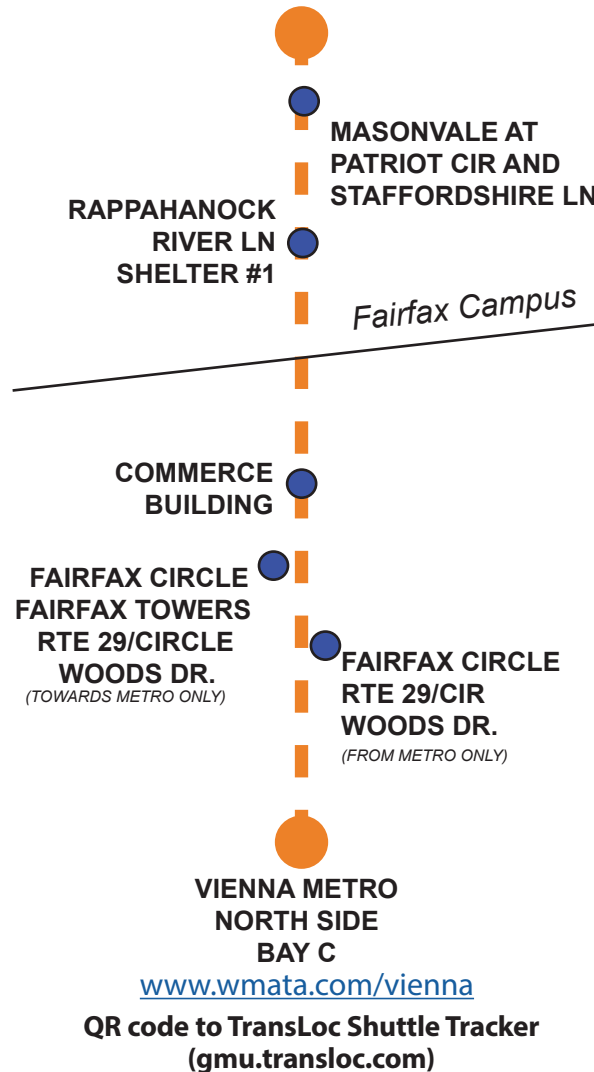 MASONVALE AT
PATRIOT CIR AND
STAFFORDSHIRE LN
RAPPAHANOCK
RIVER LN
SHELTER #1
Fairfax Campus
COMMERCE
BUILDING
FAIRFAX CIRCLE
FAIRFAX TOWERS
RTE 29/CIRCLE
WOODS DR.
(TOWARDS METRO ONLY)
FAIRFAX CIRCLE
RTE 29/CIR
WOODS DR.
(FROM METRO ONLY)
VIENNA METRO
NORTH SIDE
BAY C
www.wmata.com/vienna
QR code to TransLoc Shuttle Tracker
(gmu.transloc.com)